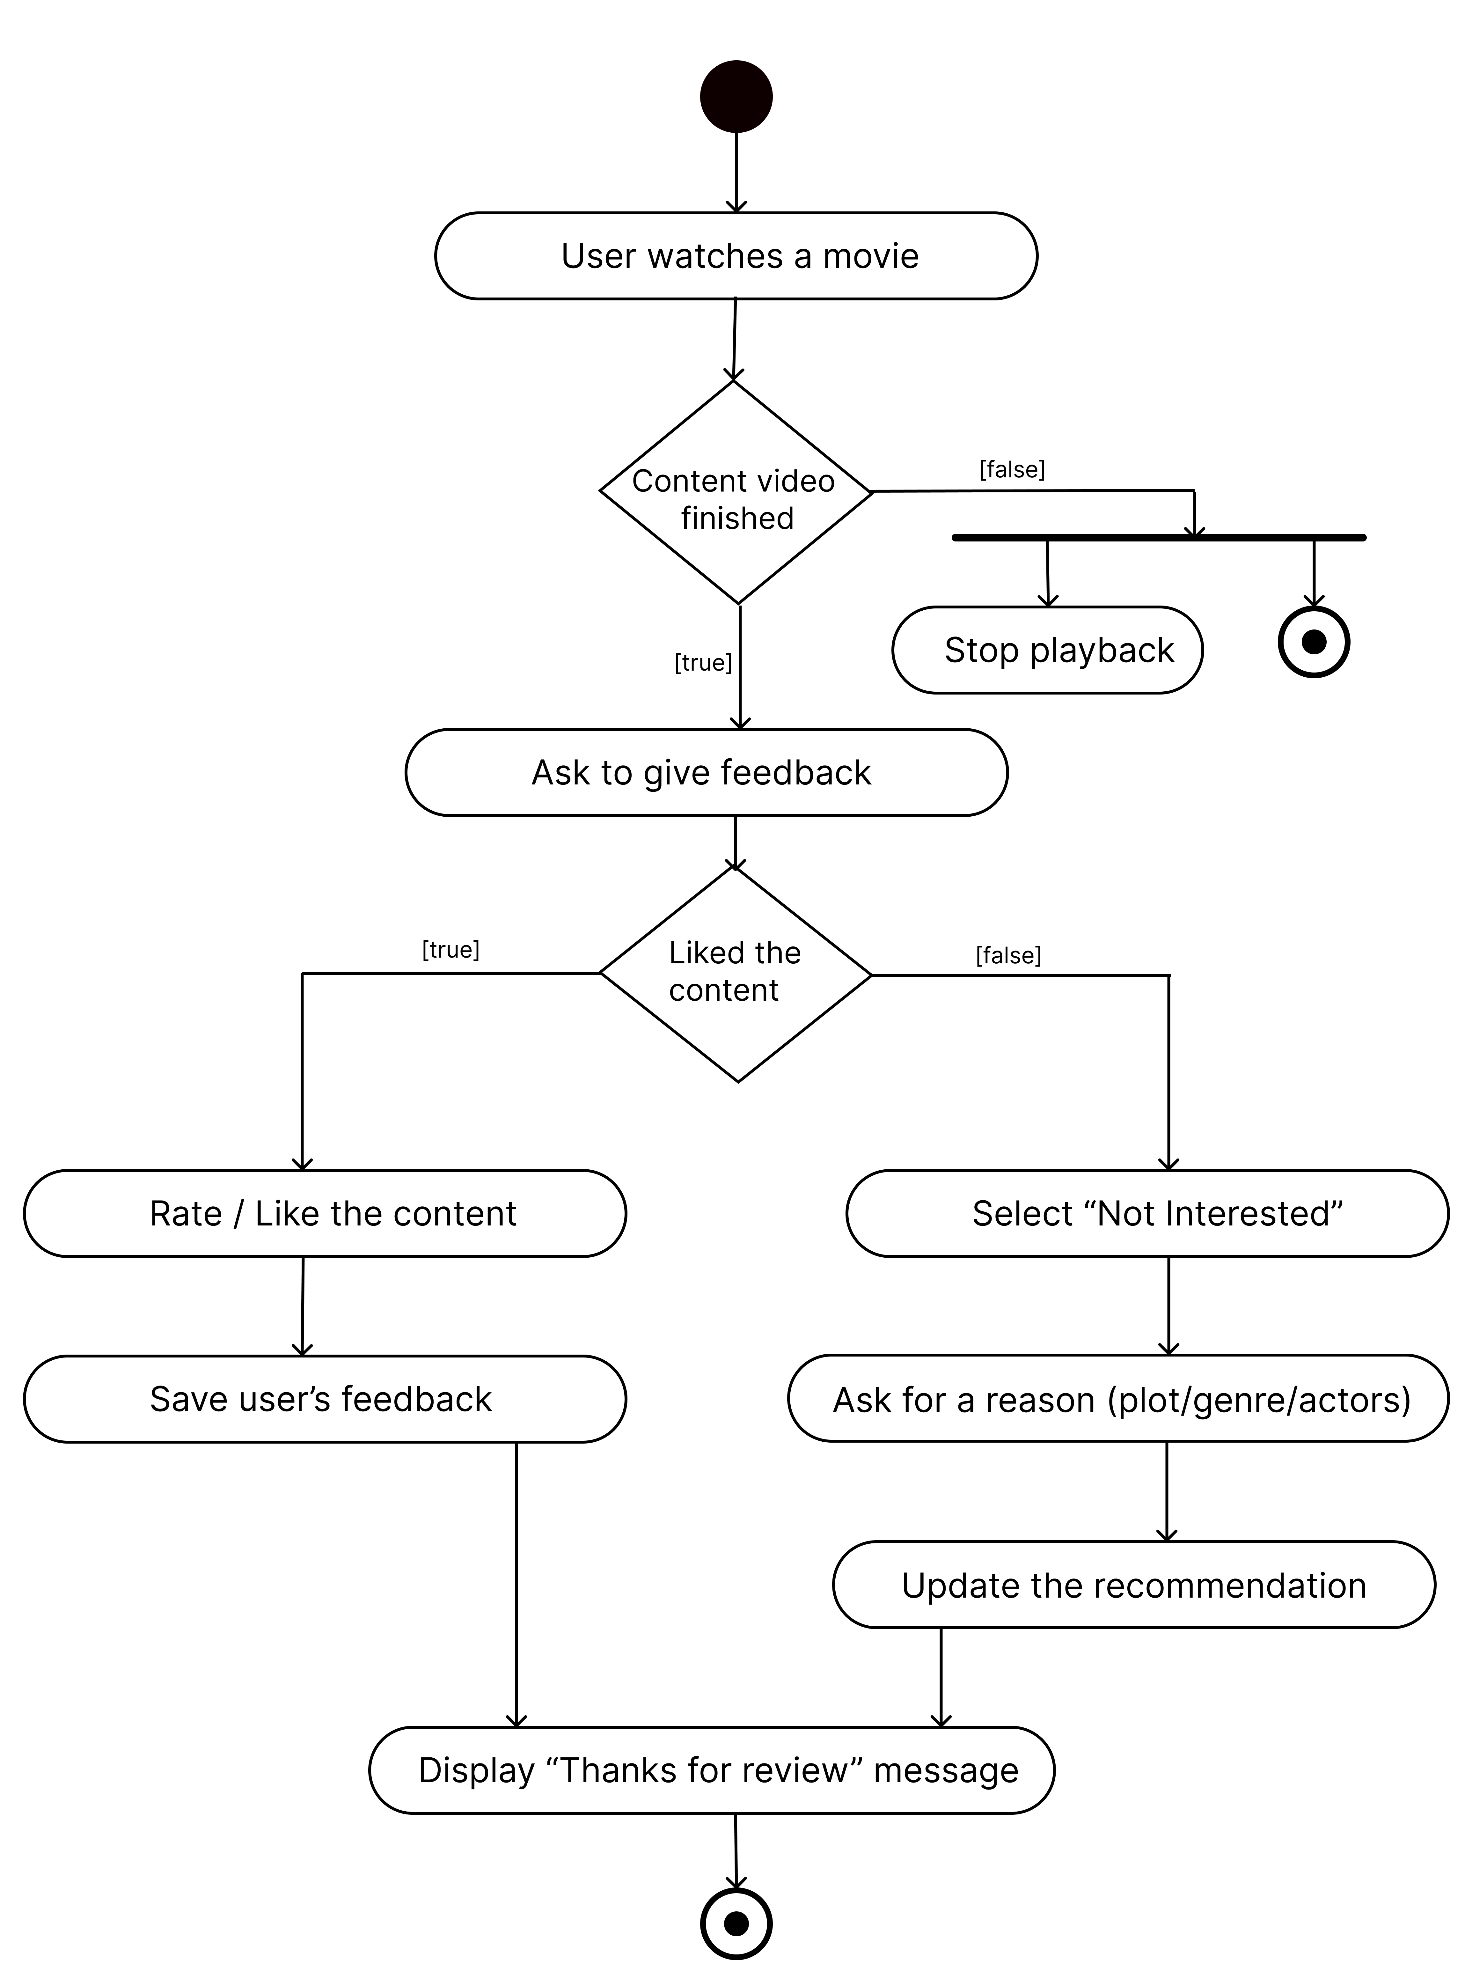 User watches a movie
Content video
finished
[false]
[true]
Stop playback
Ask to give feedback
Liked the
content
[true]
[false]
Rate / Like the content
Select “Not Interested”
Save user’s feedback
Ask for a reason (plot/genre/actors)
Update the recommendation
Display “Thanks for review” message